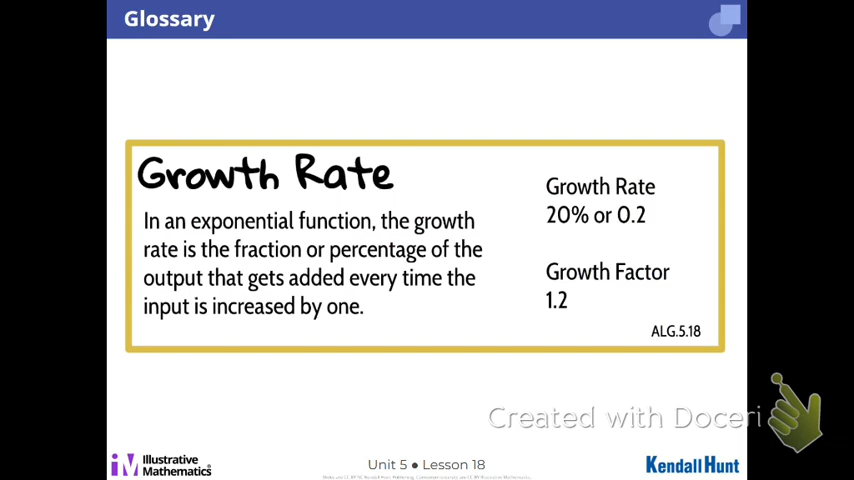 Glossary
Growth Rate
In an exponential function, the growth
rate is the fraction or percentage of the
output that gets added every time the
input is increased by one.
Growth Rate
20% or 0.2
Growth Factor
1.2
ALG.5.18
Created with Doceri
Illustrative
Mathematics®
Unit 5 ● Lesson 18
Kendall Hunt